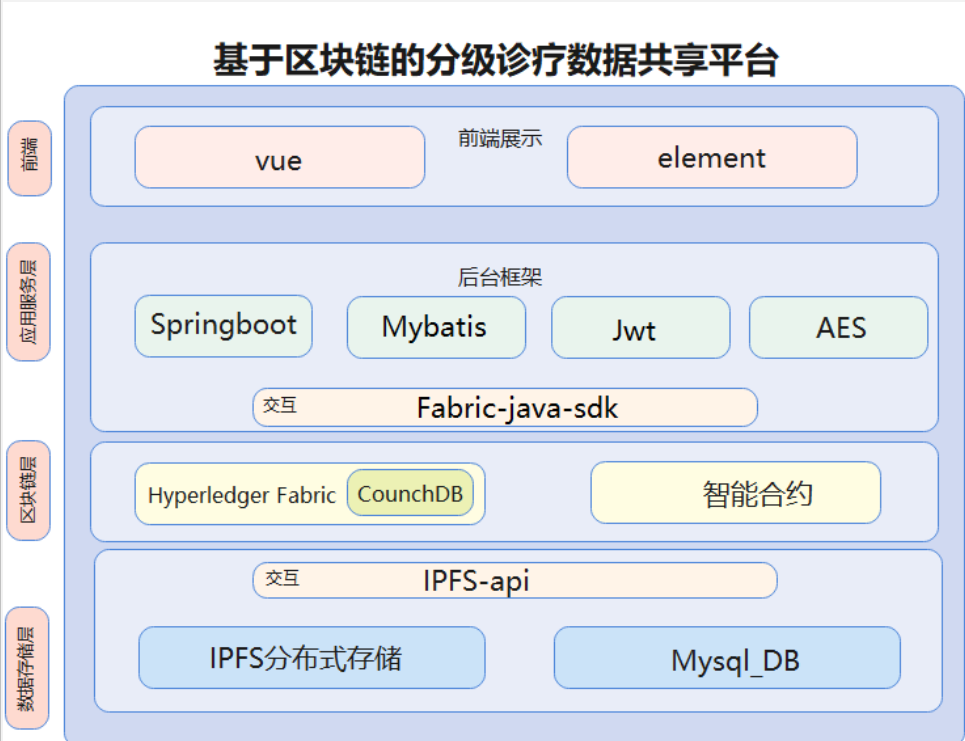 基于区块链的分级诊疗数据共享平台
前端
前端展示
vue
element
应用服务层
后台框架
Springboot
Mybatis
Jwt
AES
交互
Fabric-java-sdk
区块链层
Hyperledger Fabric
CounchDB
智能合约
数据存储层
交互
IPFS-api
IPFS分布式存储
Mysql_DB